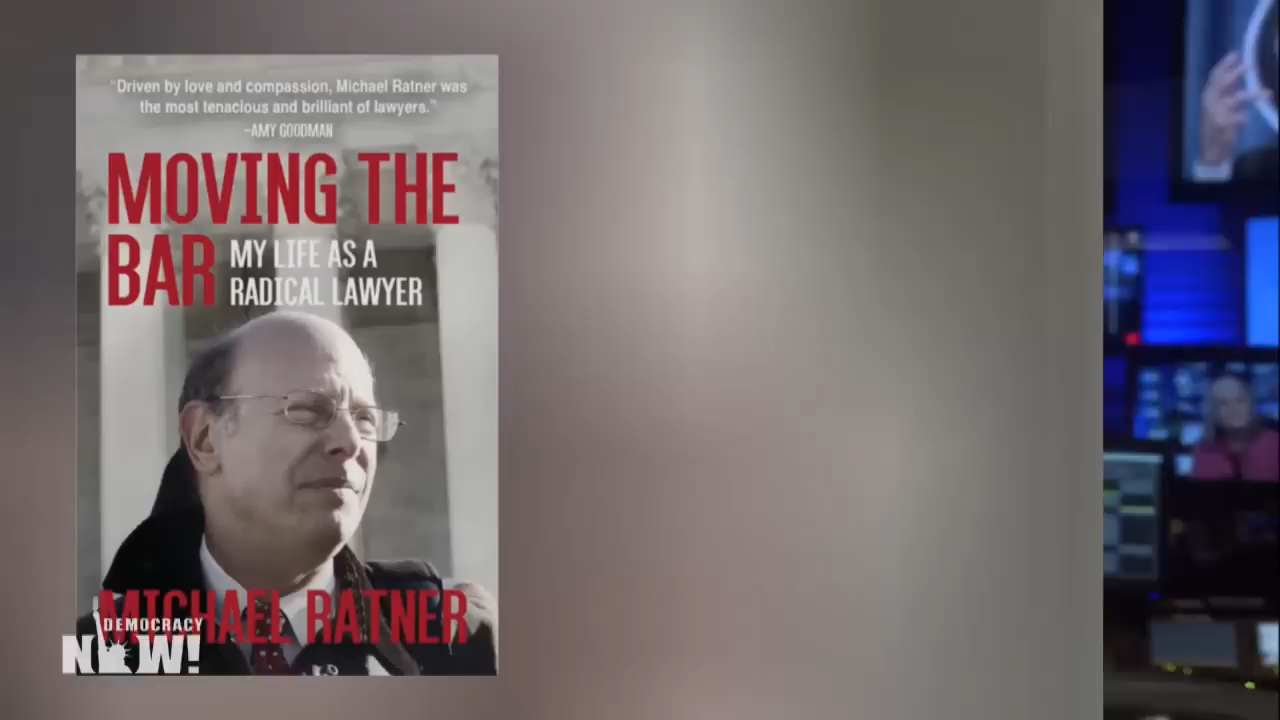 “Driven by love and compassion, Michael Ratner was
the most tenacious and brilliant of lawyers.”
–AMY GOODMAN
MOVING THE
BAR
MY LIFE AS A
RADICAL LAWYER
MICHAEL RATNER
DEMOCRACY
NOW!